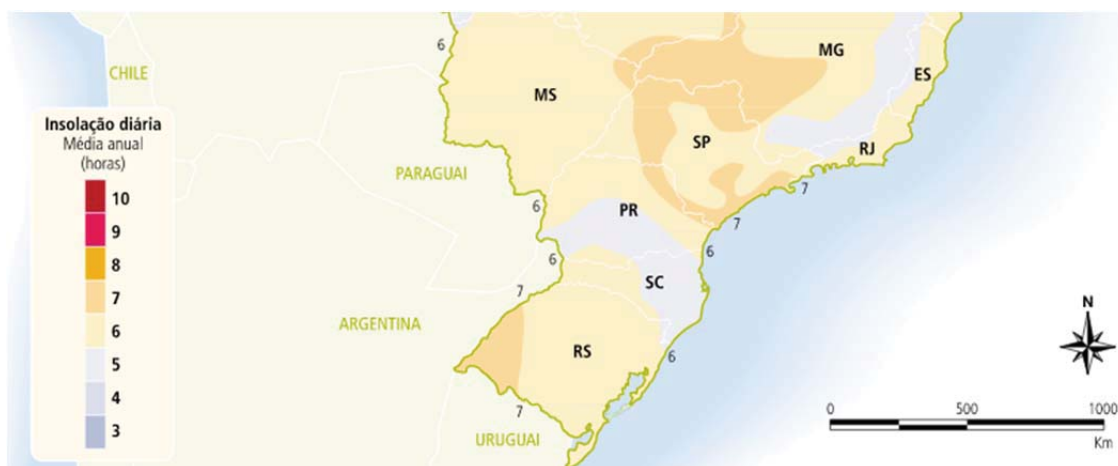 6
MG
CHILE
ES
MS
Insolação diária
Média anual
(horas)
SP
RJ
PARAGUAI
7
10
6
PR
7
9
6
6
8
SC
7
7
ARGENTINA
6
RS
6
N
5
7
0
500
1000
4
Km
URUGUAI
3